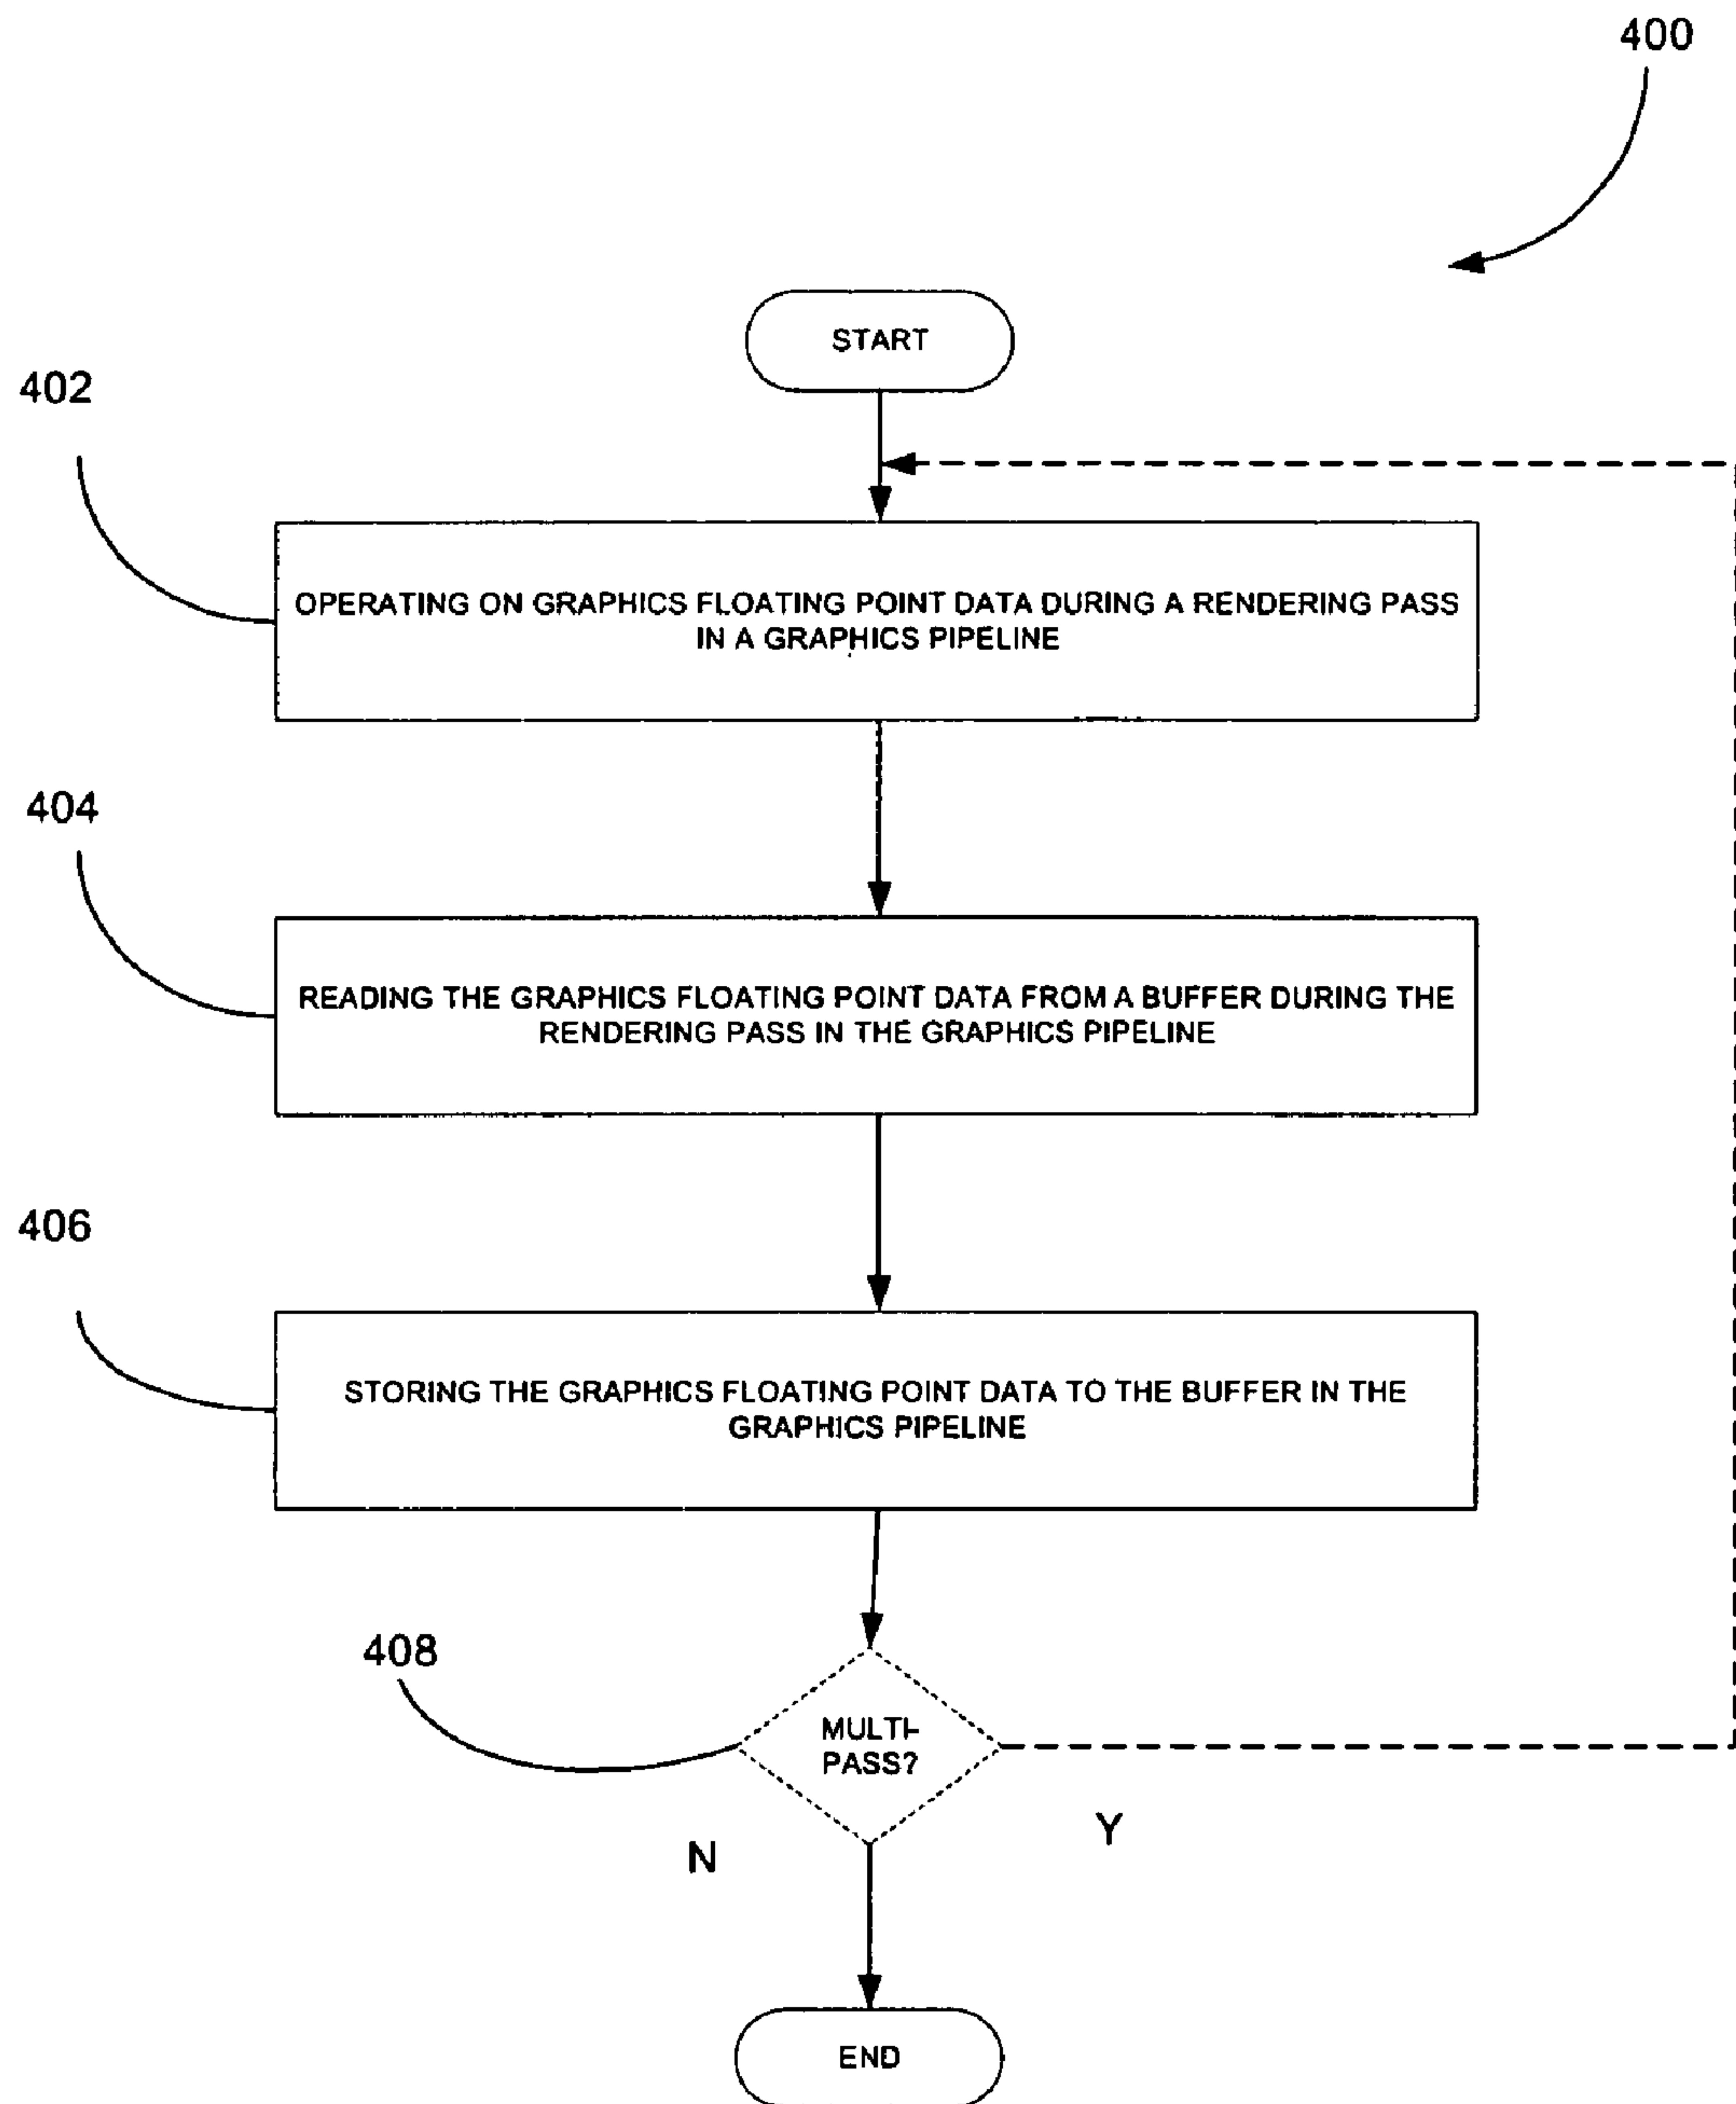 400
START
402
OPERATING ON GRAPHICS FLOATING POINT DATA DURING A RENDERING PASS
IN A GRAPHICS PIPELINE
404
READING THE GRAPHICS FLOATING POINT DATA FROM A BUFFER DURING THE
RENDERING PASS IN THE GRAPHICS PIPELINE
406
STORING THE GRAPHICS FLOATING POINT DATA TO THE BUFFER IN THE
GRAPHICS PIPELINE
408
MULTI-
PASS?
N
Y
END